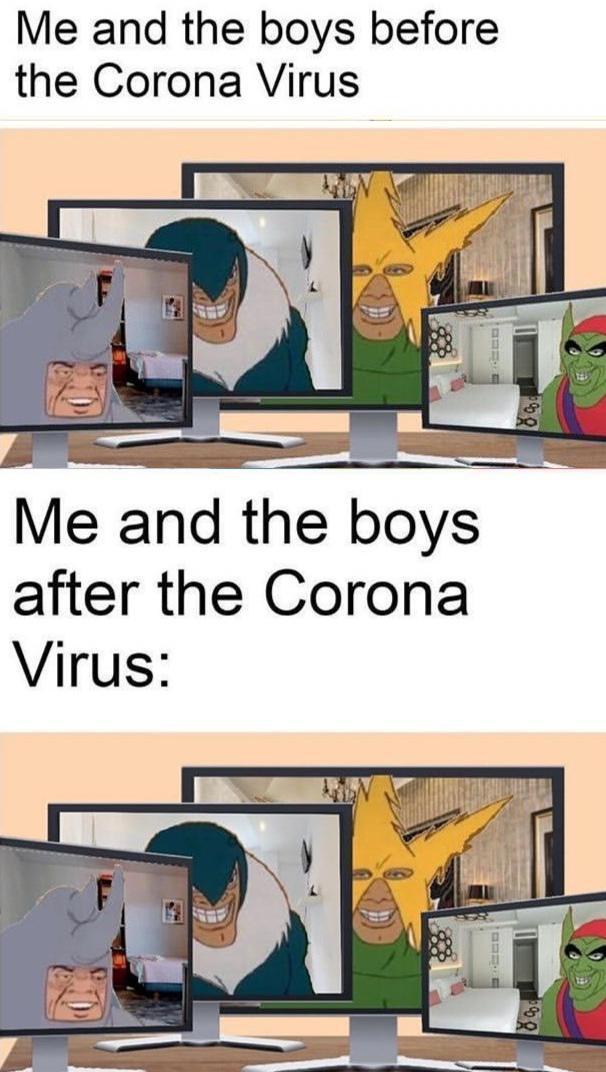 Me and the boys before
the Corona Virus
Me and the boys
after the Corona
Virus: